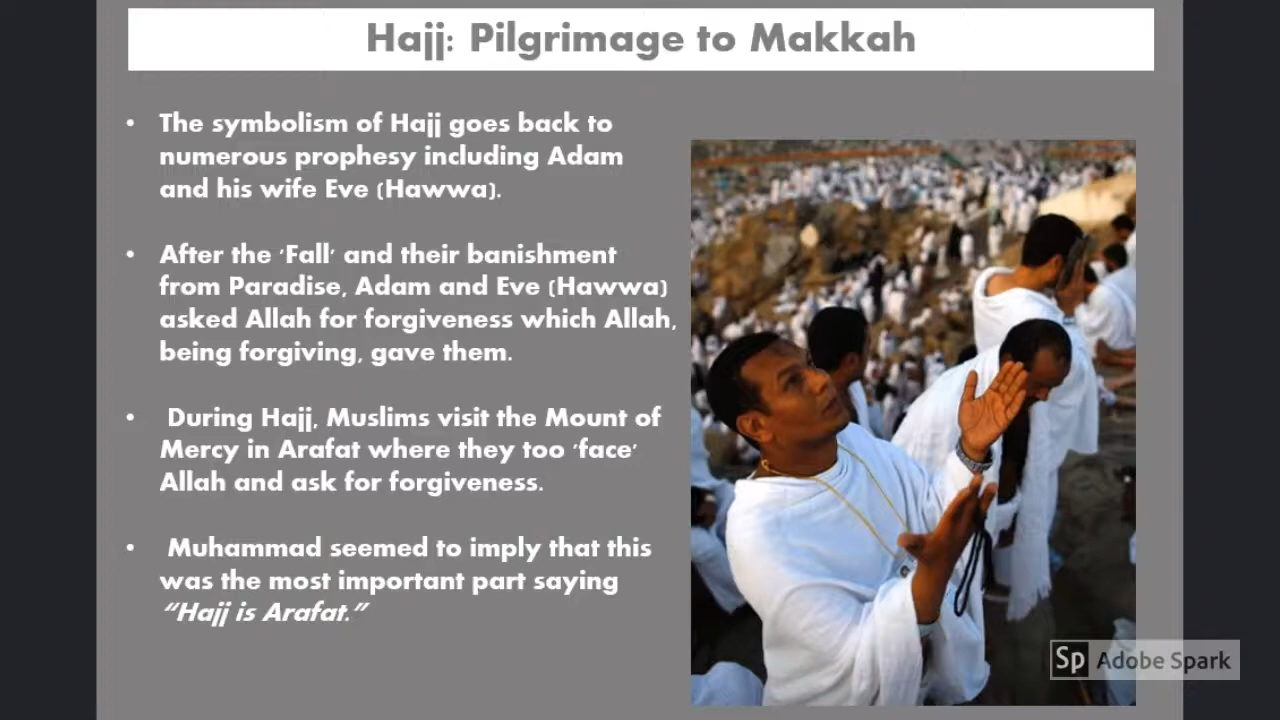 Hajj: Pilgrimage to Makkah
• The symbolism of Hajj goes back to
numerous prophesy including Adam
and his wife Eve (Hawwa).
• After the 'Fall' and their banishment
from Paradise, Adam and Eve (Hawwa)
asked Allah for forgiveness which Allah,
being forgiving, gave them.
• During Hajj, Muslims visit the Mount of
Mercy in Arafat where they too 'face'
Allah and ask for forgiveness.
• Muhammad seemed to imply that this
was the most important part saying
“Hajj is Arafat.”
Sp Adobe Spark